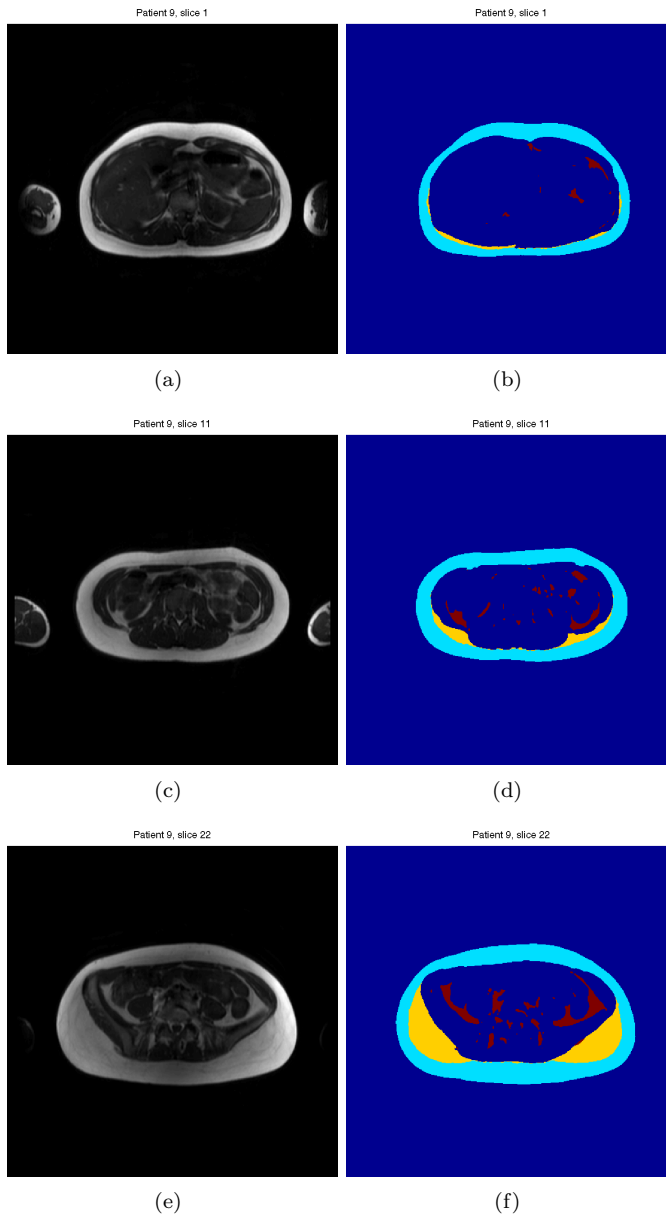 Patient 9, slice 1
Patient 9, slice 1
(a)
(b)
Patient 9, slice 11
Patient 9, slice 11
(c)
(d)
Patient 9, slice 22
Patient 9, slice 22
(e)
(f)